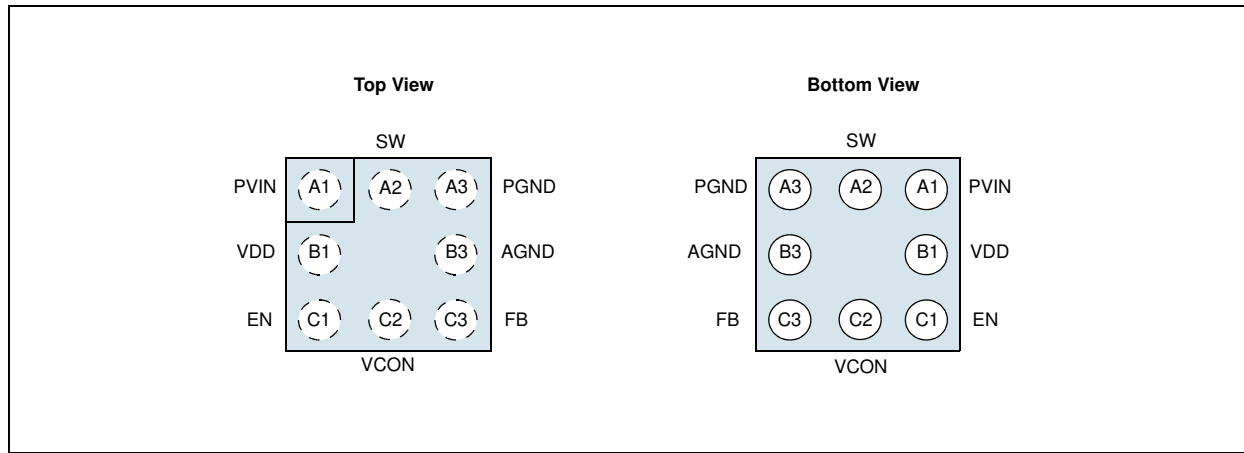 Top View
SW
PVIN A1 A2 A3 PGND
VDD B1 B3 AGND
EN C1 C2 C3 FB
VCON
Bottom View
SW
PGND A3 A2 A1 PVIN
AGND B3 B1 VDD
FB C3 C2 C1 EN
VCON